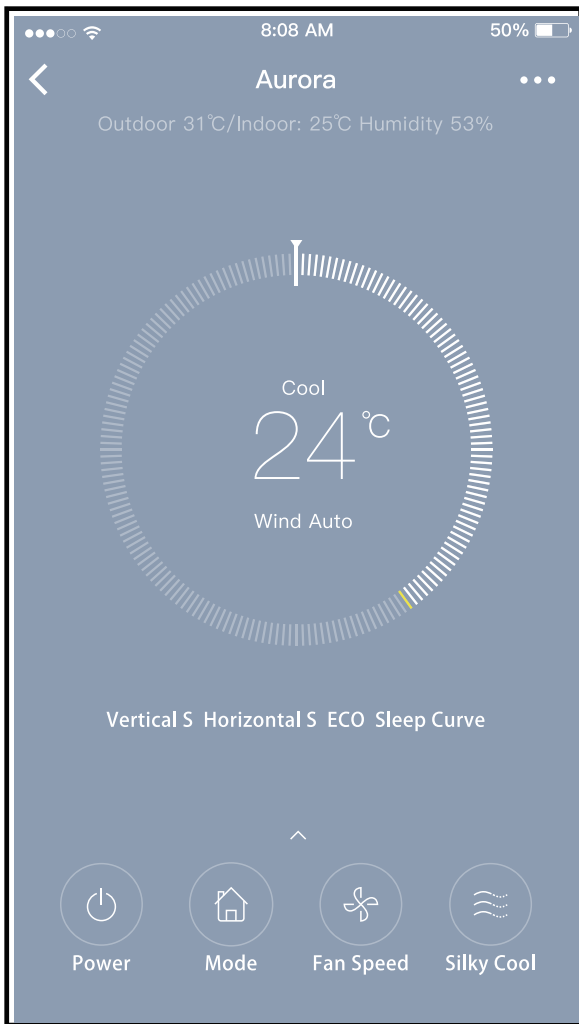 8:08 AM 50%
Aurora
Outdoor 31℃/Indoor: 25℃ Humidity 53%
Cool
24℃
Wind Auto
Vertical S Horizontal S ECO Sleep Curve
Power Mode Fan Speed Silky Cool